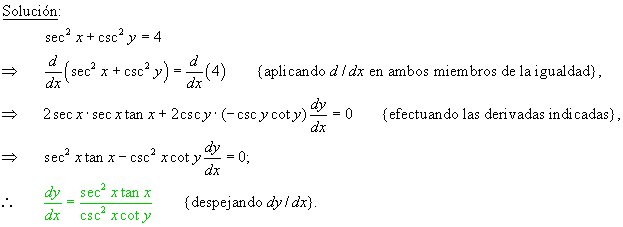 Solución:
sec² x + csc² y = 4
⇒ d/dx (sec² x + csc² y) = d/dx (4) {aplicando d / dx en ambos miembros de la igualdad},
⇒ 2 sec x · sec x tan x + 2 csc y · (− csc y cot y) dy/dx = 0 {efectuando las derivadas indicadas},
⇒ sec² x tan x − csc² x cot y dy/dx = 0;
∴ dy/dx = sec² x tan x / csc² x cot y {despejando dy / dx}.